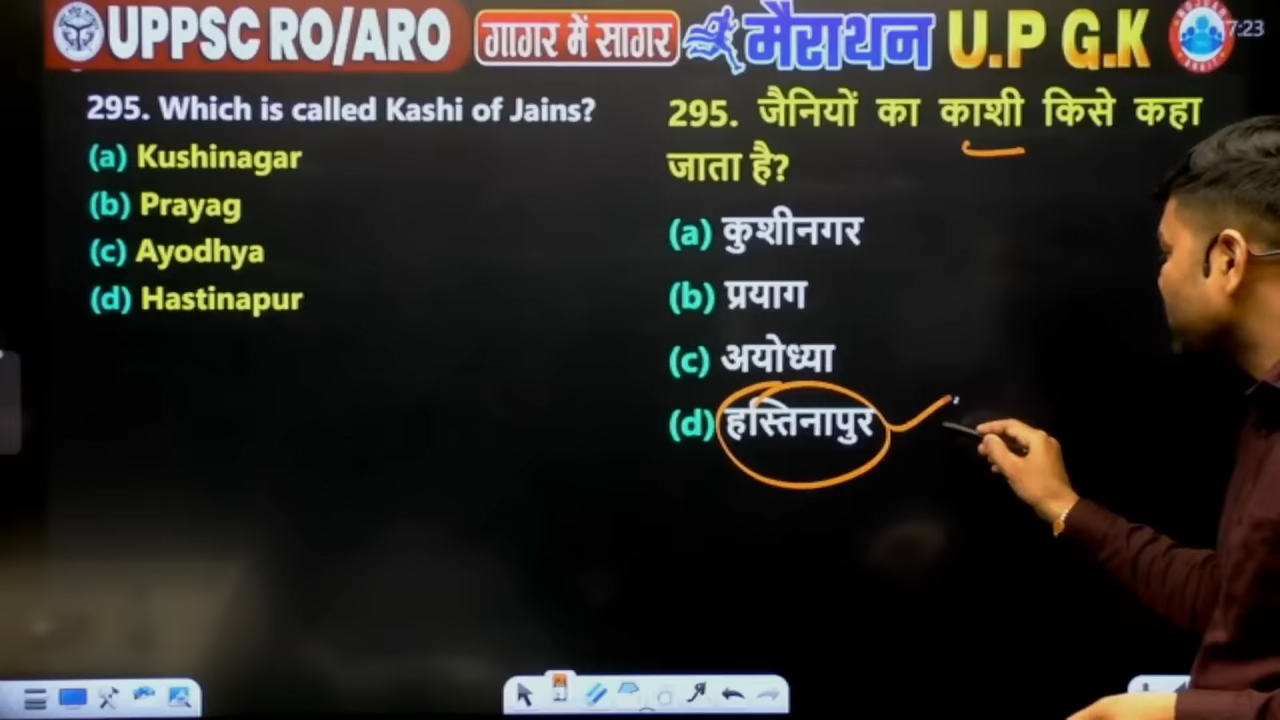 UPPSC RO/ARO गागर में सागर मैराथन U.P G.K
7:23
295. Which is called Kashi of Jains?
(a) Kushinagar
(b) Prayag
(c) Ayodhya
(d) Hastinapur
295. जैनियों का काशी किसे कहा
जाता है?
(a) कुशीनगर
(b) प्रयाग
(c) अयोध्या
(d) हस्तिनापुर